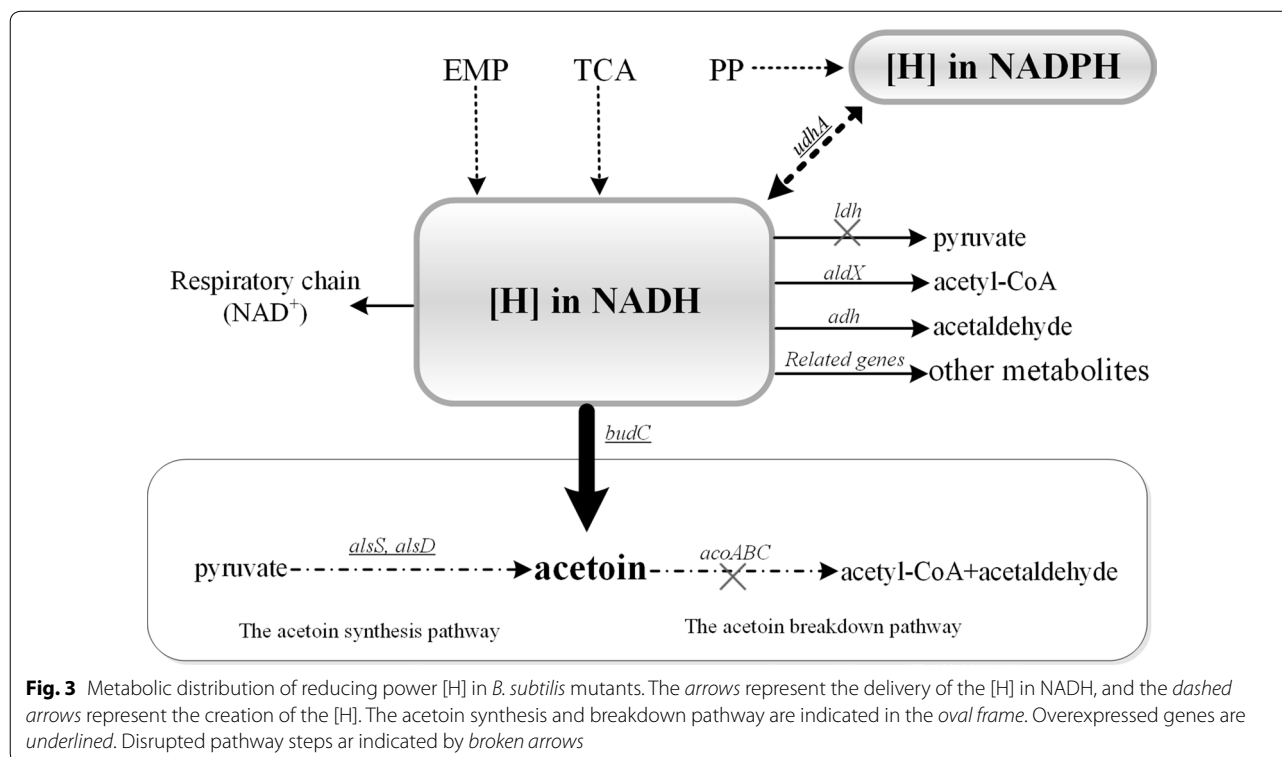 EMP
TCA
PP
[H] in NADPH
udhA
ldh
pyruvate
Respiratory chain
(NAD+)
[H] in NADH
aldX
acetyl-CoA
adh
acetaldehyde
Related genes
other metabolites
budC
pyruvate
alsS, alsD
acetoin
acoABC
acetyl-CoA+acetaldehyde
The acetoin synthesis pathway
The acetoin breakdown pathway
Fig. 3 Metabolic distribution of reducing power [H] in B. subtilis mutants. The arrows represent the delivery of the [H] in NADH, and the dashed
arrows represent the creation of the [H]. The acetoin synthesis and breakdown pathway are indicated in the oval frame. Overexpressed genes are
underlined. Disrupted pathway steps ar indicated by broken arrows